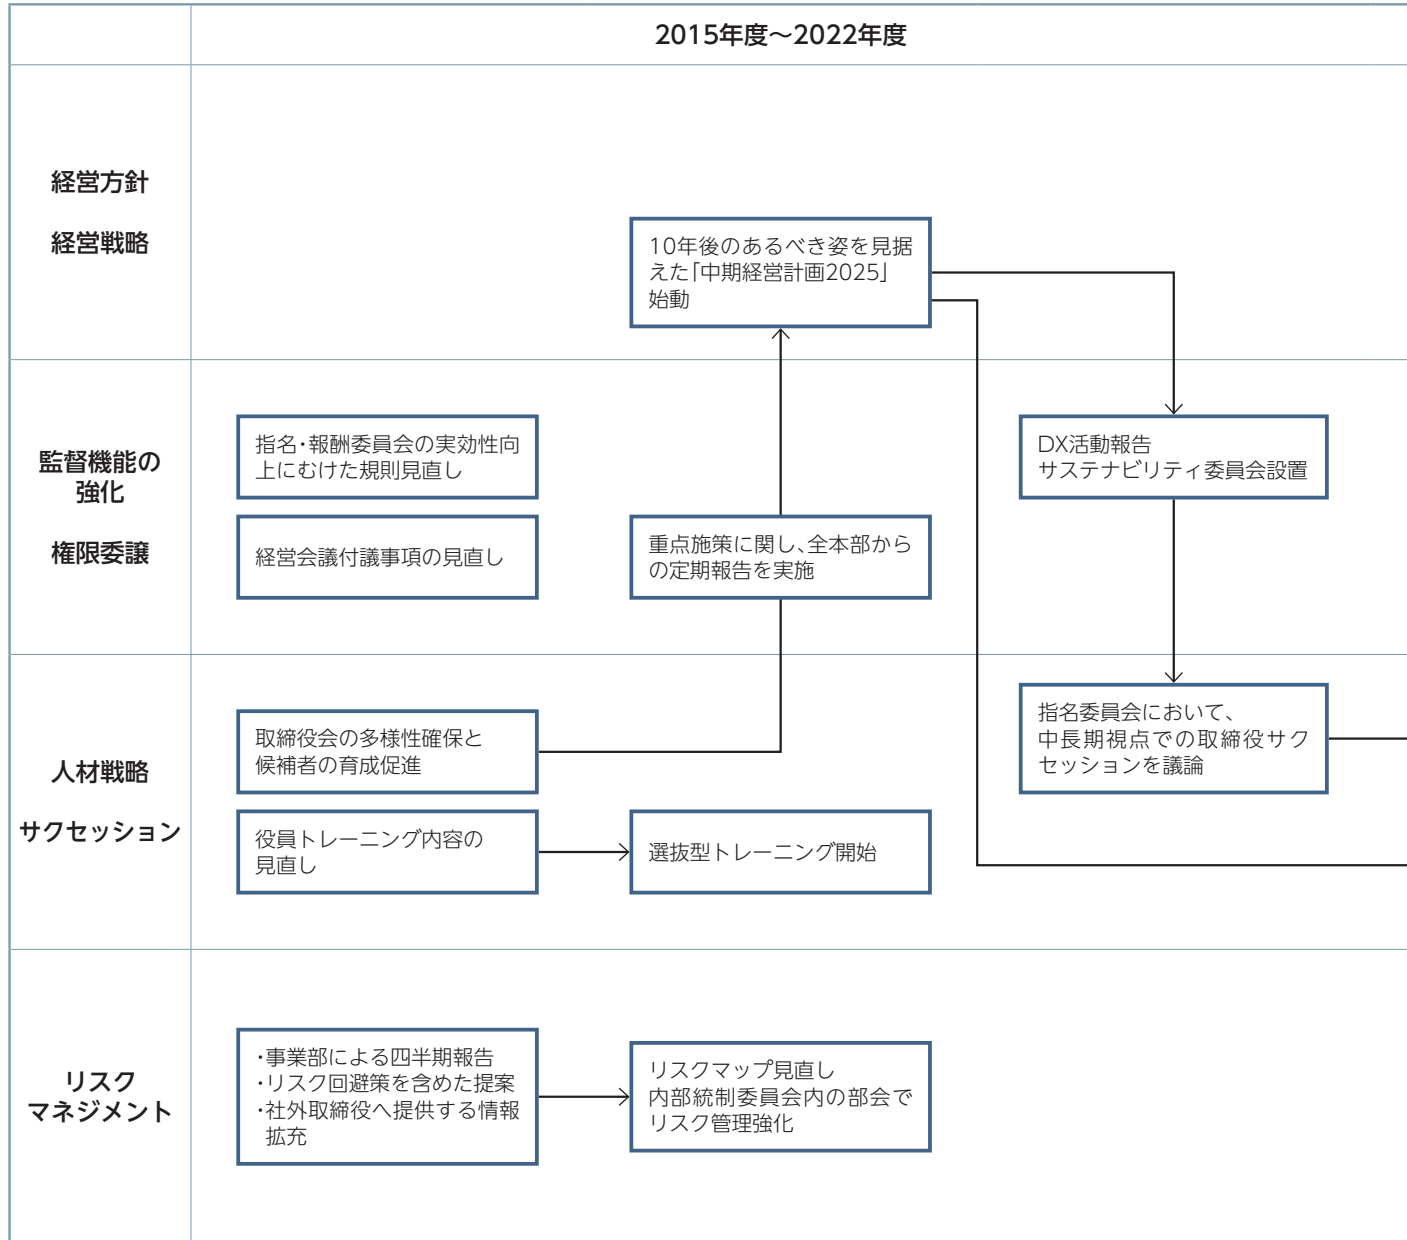 2015年度～2022年度
経営方針
経営戦略
10年後のあるべき姿を見据
えた「中期経営計画2025」
始動
監督機能の
強化
権限委譲
指名・報酬委員会の実効性向
上にむけた規則見直し
経営会議付議事項の見直し
重点施策に関し、全本部から
の定期報告を実施
DX活動報告
サステナビリティ委員会設置
人材戦略
サクセッション
取締役会の多様性確保と
候補者の育成促進
役員トレーニング内容の
見直し
選抜型トレーニング開始
指名委員会において、
中長期視点での取締役サク
セッションを議論
リスク
マネジメント
・事業部による四半期報告
・リスク回避策を含めた提案
・社外取締役へ提供する情報
拡充
リスクマップ見直し
内部統制委員会内の部会で
リスク管理強化